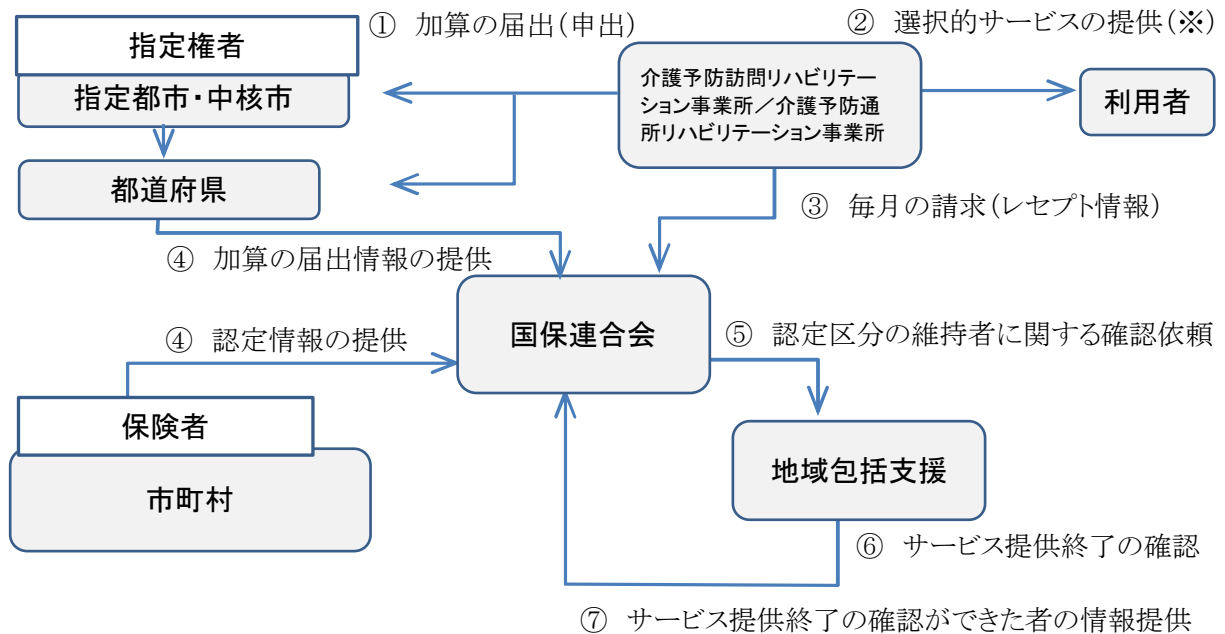 ① 加算の届出(申出)
② 選択的サービスの提供(※)
指定権者
指定都市・中核市
介護予防訪問リハビリテー
ション事業所／介護予防通
所リハビリテーション事業所
利用者
都道府県
③ 毎月の請求(レセプト情報)
④ 加算の届出情報の提供
国保連合会
④ 認定情報の提供
⑤ 認定区分の維持者に関する確認依頼
保険者
市町村
地域包括支援
⑥ サービス提供終了の確認
⑦ サービス提供終了の確認ができた者の情報提供